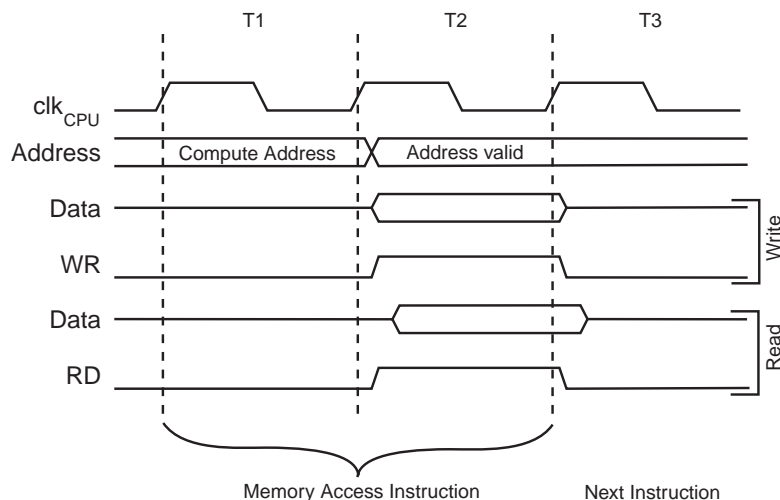 T1 T2 T3
clkCPU
Address Compute Address Address valid
Data
WR
Write
Data
RD
Read
Memory Access Instruction Next Instruction